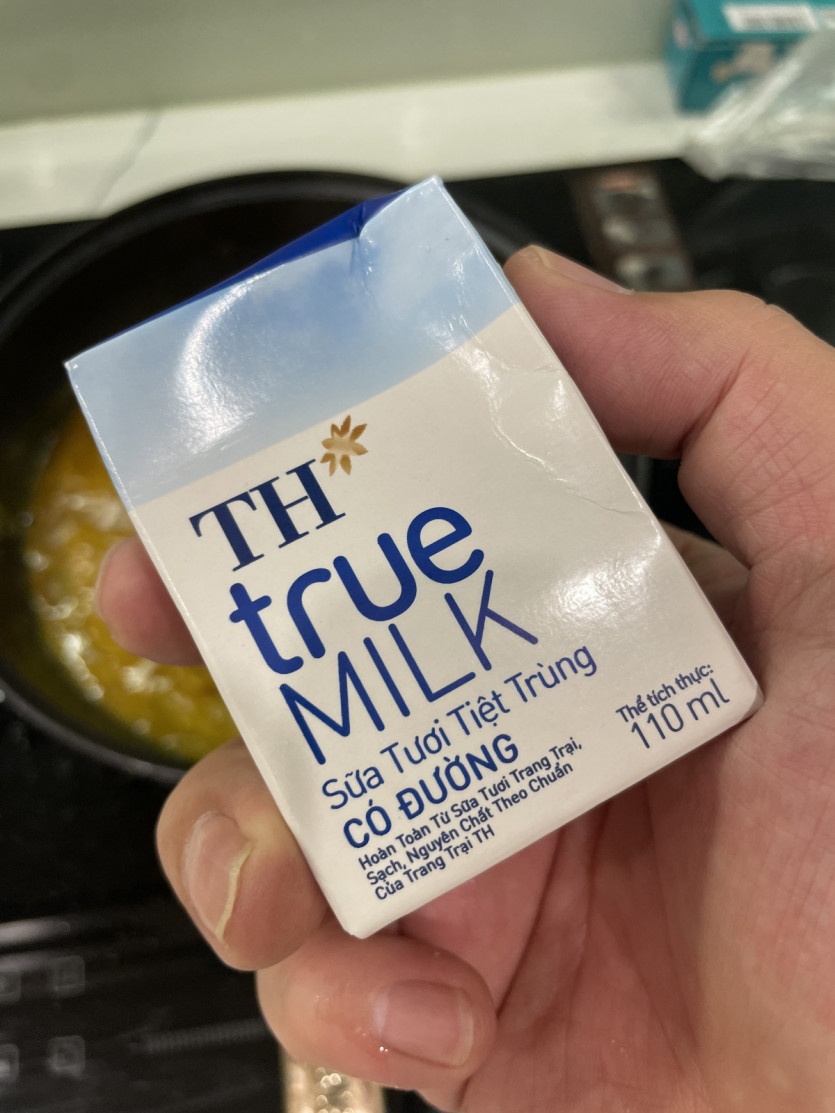 TH
true
MILK
Sữa Tươi Tiệt Trùng
CÓ ĐƯỜNG
Hoàn Toàn Từ Sữa Tươi Trang Trại,
Sạch, Nguyên Chất Theo Chuẩn
Của Trang Trại TH
Thể tích thực:
110 ml